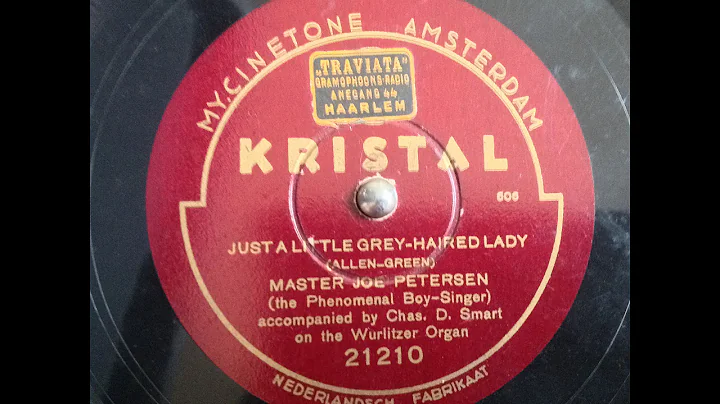 MY. CINETONE AMSTERDAM
„TRAVIATA"
GRAMOPHOONS-RADIO
ANEGANG 44
HAARLEM
KRISTAL
606
JUST A LITTLE GREY-HAIRED LADY
(ALLEN-GREEN)
MASTER JOE PETERSEN
(the Phenomenal Boy-Singer)
accompanied by Chas. D. Smart
on the Wurlitzer Organ
21210
NEDERLANDSCH FABRIKAAT